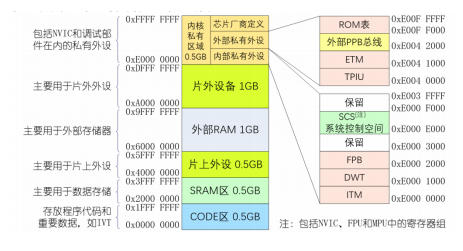 包括NVIC和调试部
件在内的私有外设
主要用于片外外设
主要用于外部存储器
主要用于片上外设
主要用于数据存储
存放程序代码和
重要数据，如IVT
0xFFFF FFFF
0xE000 0000
0xDFFF FFFF
0xA000 0000
0x9FFF FFFF
0x6000 0000
0x5FFF FFFF
0x4000 0000
0x3FFF FFFF
0x2000 0000
0x1FFF FFFF
0x0000 0000
内核
私有
区域
0.5GB
芯片厂商定义
外部私有外设
内部私有外设
片外设备 1GB
外部RAM 1GB
片上外设 0.5GB
SRAM区 0.5GB
CODE区 0.5GB
ROM表
外部PPB总线
ETM
TPIU
0xE00F FFFF
0xE00F F000
0xE004 2000
0xE004 1000
0xE004 0000
保留
SCS(注)
系统控制空间
保留
FPB
DWT
ITM
0xE003 FFFF
0xE000 F000
0xE000 E000
0xE000 3000
0xE000 2000
0xE000 1000
0xE000 0000
注：包括NVIC、FPU和MPU中的寄存器组